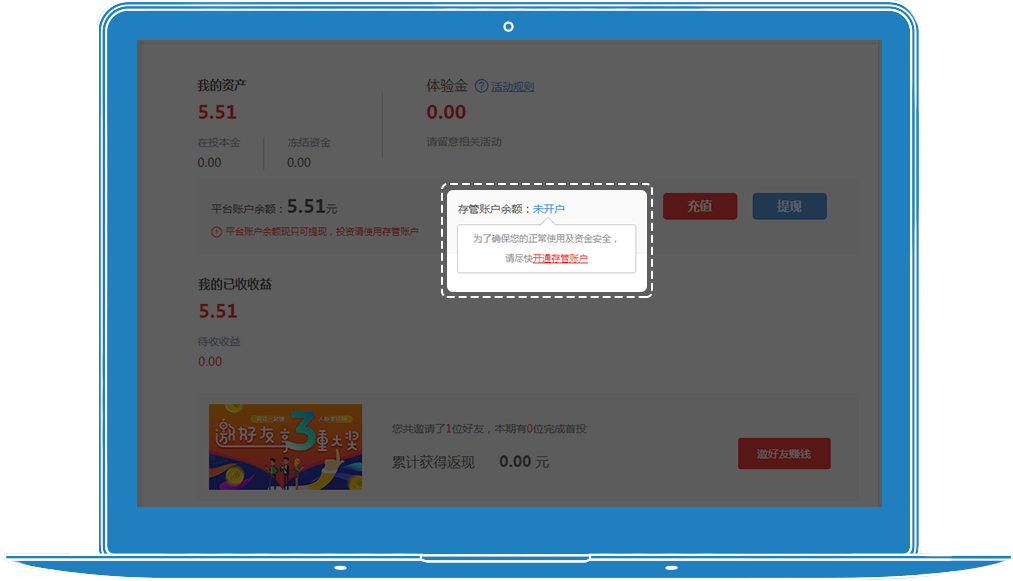 我的资产
5.51
在投本金
0.00
冻结资金
0.00
体验金 ? 活动规则
0.00
请留意相关活动
平台账户余额：5.51元
平台账户余额现只可提现，投资请使用存管账户
存管账户余额：未开户
为了确保您的正常使用及资金安全，
请尽快开通存管账户
充值
提现
我的已收收益
5.51
待收收益
0.00
邀好友享3重大奖
您共邀请了1位好友，本期有0位完成首投
累计获得返现 0.00 元
邀好友赚钱